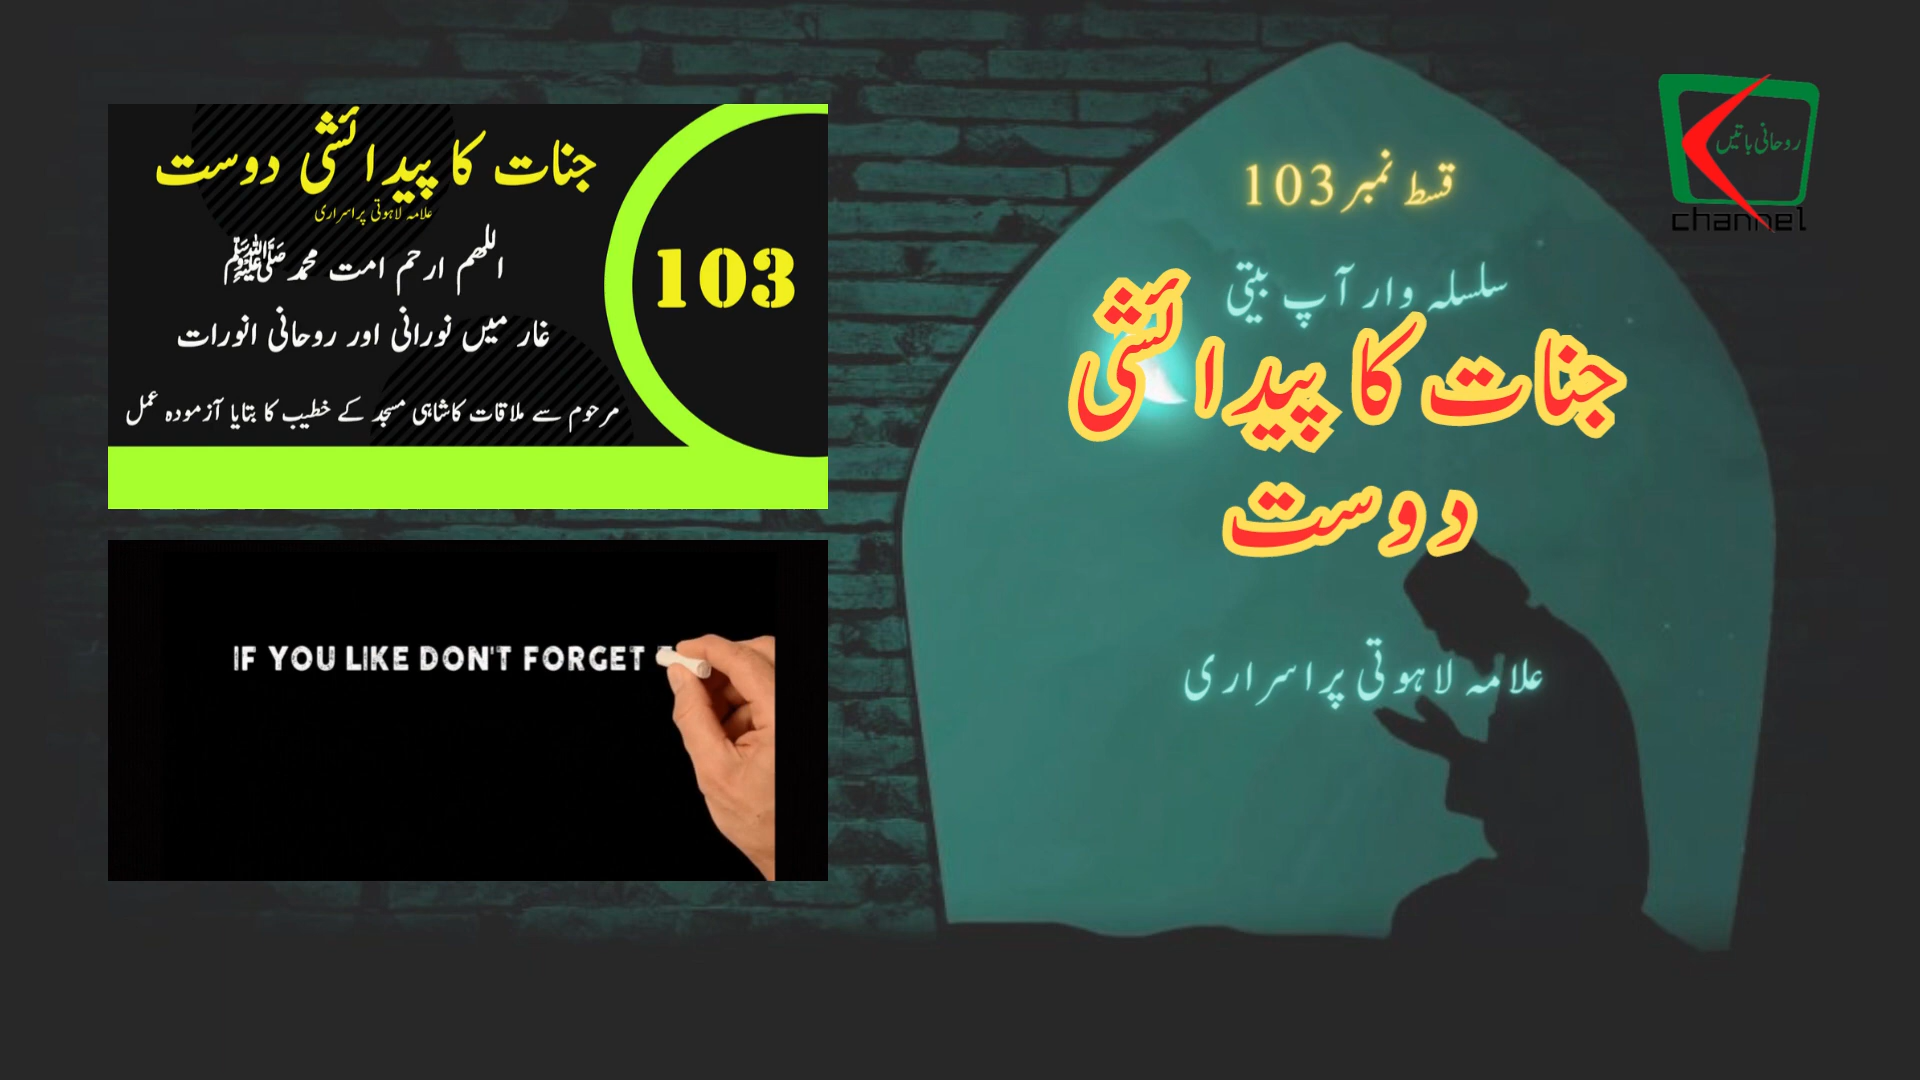 جنات کا پیدائشی دوست
علامہ لاہوتی پراسراری
اللھم ارحم امت محمد ﷺ
غار میں نورانی اور روحانی انورات
مرحوم سے ملاقات کا شاہی مسجد کے خطیب کا بتایا آزمودہ عمل
103
IF YOU LIKE DON'T FORGET
روحانی باتیں
channel
قسط نمبر 103
سلسلہ وار آپ بیتی
جنات کا پیدائشی
دوست
علامہ لاہوتی پراسراری